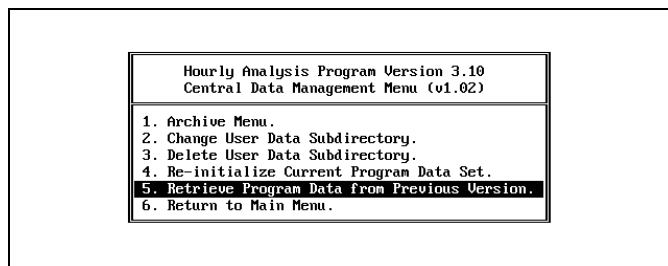 Hourly Analysis Program Version 3.10
Central Data Management Menu (v1.02)
1. Archive Menu.
2. Change User Data Subdirectory.
3. Delete User Data Subdirectory.
4. Re-initialize Current Program Data Set.
5. Retrieve Program Data from Previous Version.
6. Return to Main Menu.